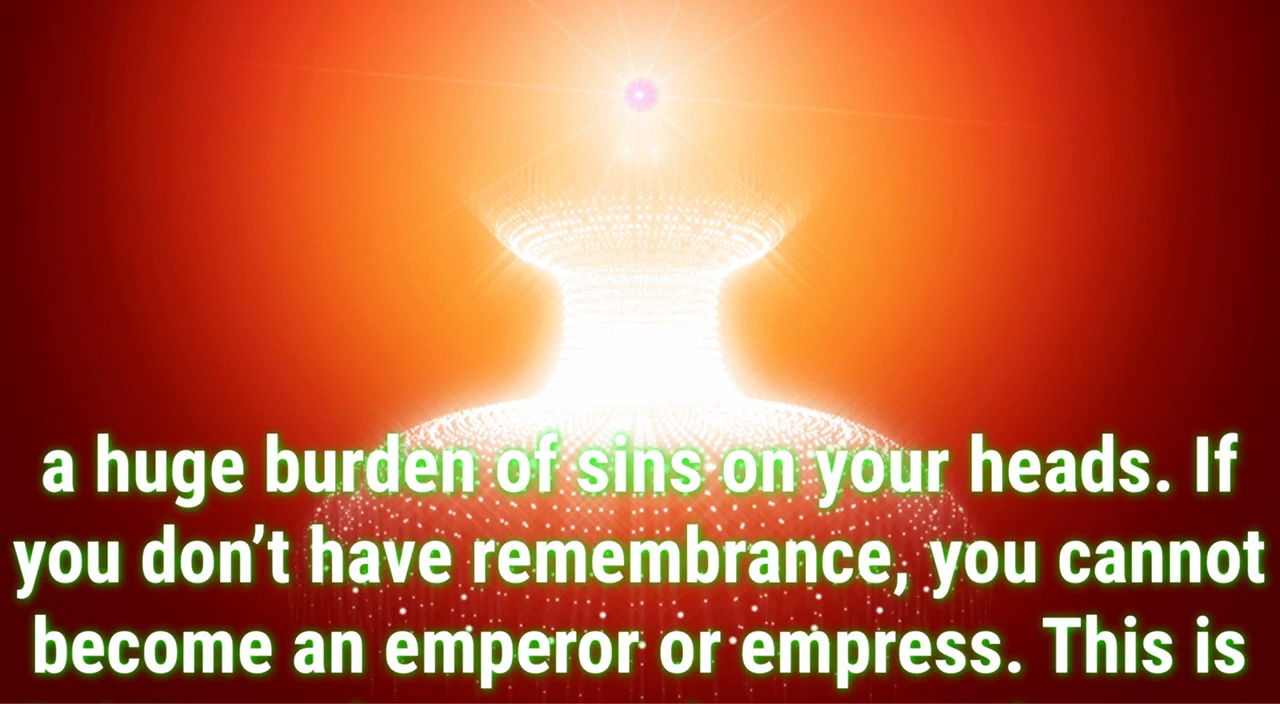 a huge burden of sins on your heads. If
you don’t have remembrance, you cannot
become an emperor or empress. This is